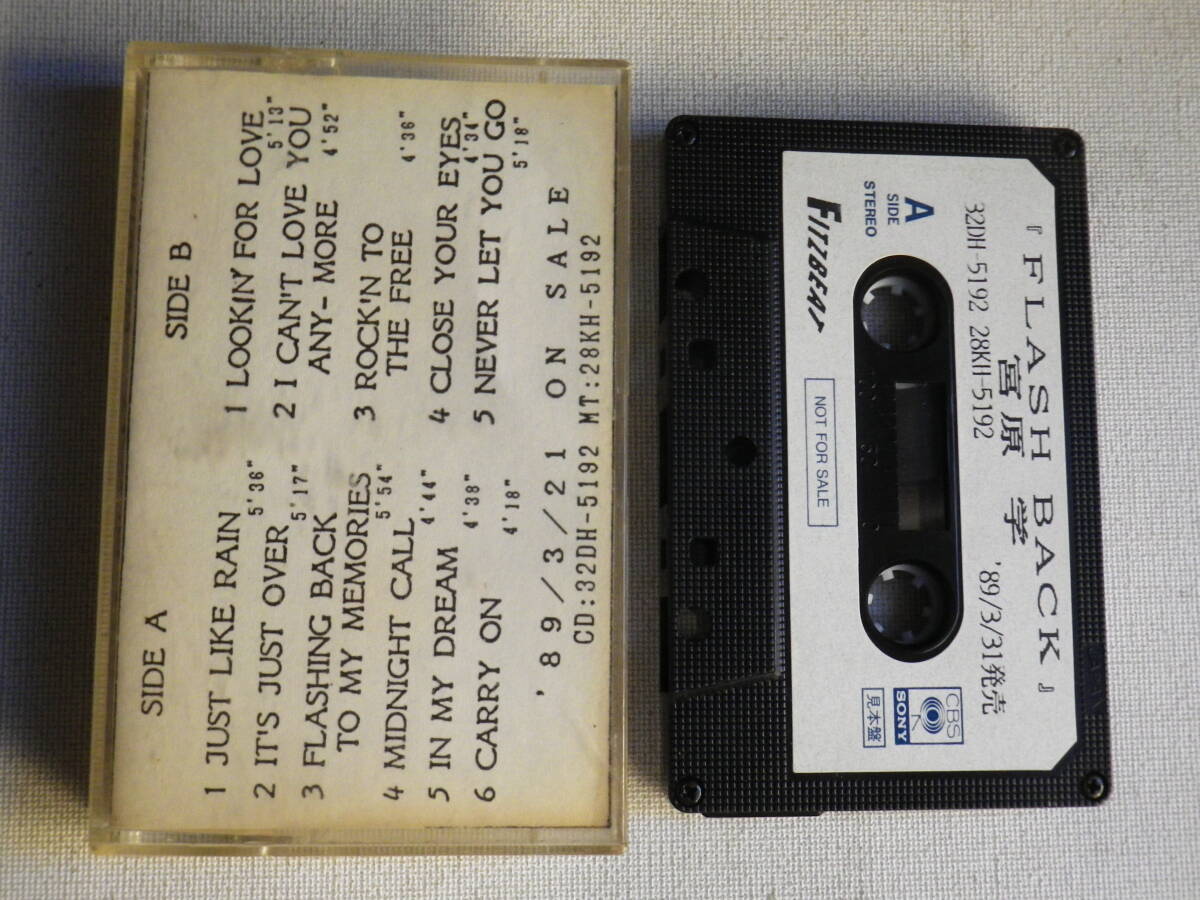 SIDE A
1 JUST LIKE RAIN 5'36"
2 IT'S JUST OVER 5'17"
3 FLASHING BACK
TO MY MEMORIES 5'54"
4 MIDNIGHT CALL 4'44"
5 IN MY DREAM 4'38"
6 CARRY ON 4'18"
SIDE B
1 LOOKIN' FOR LOVE 5'13"
2 I CAN'T LOVE YOU
ANY-MORE 4'52"
3 ROCK'N TO
THE FREE 4'36"
4 CLOSE YOUR EYES 4'34"
5 NEVER LET YOU GO 5'18"
'89/3/21 ON SALE
CD:32DH-5192 MT:28KH-5192
『FLASH BACK』
宮原 学 '89/3/31発売
32DH-5192 28KH-5192
A
SIDE
STEREO
CBS
SONY
見本盤
FITZBEAT
NOT FOR SALE